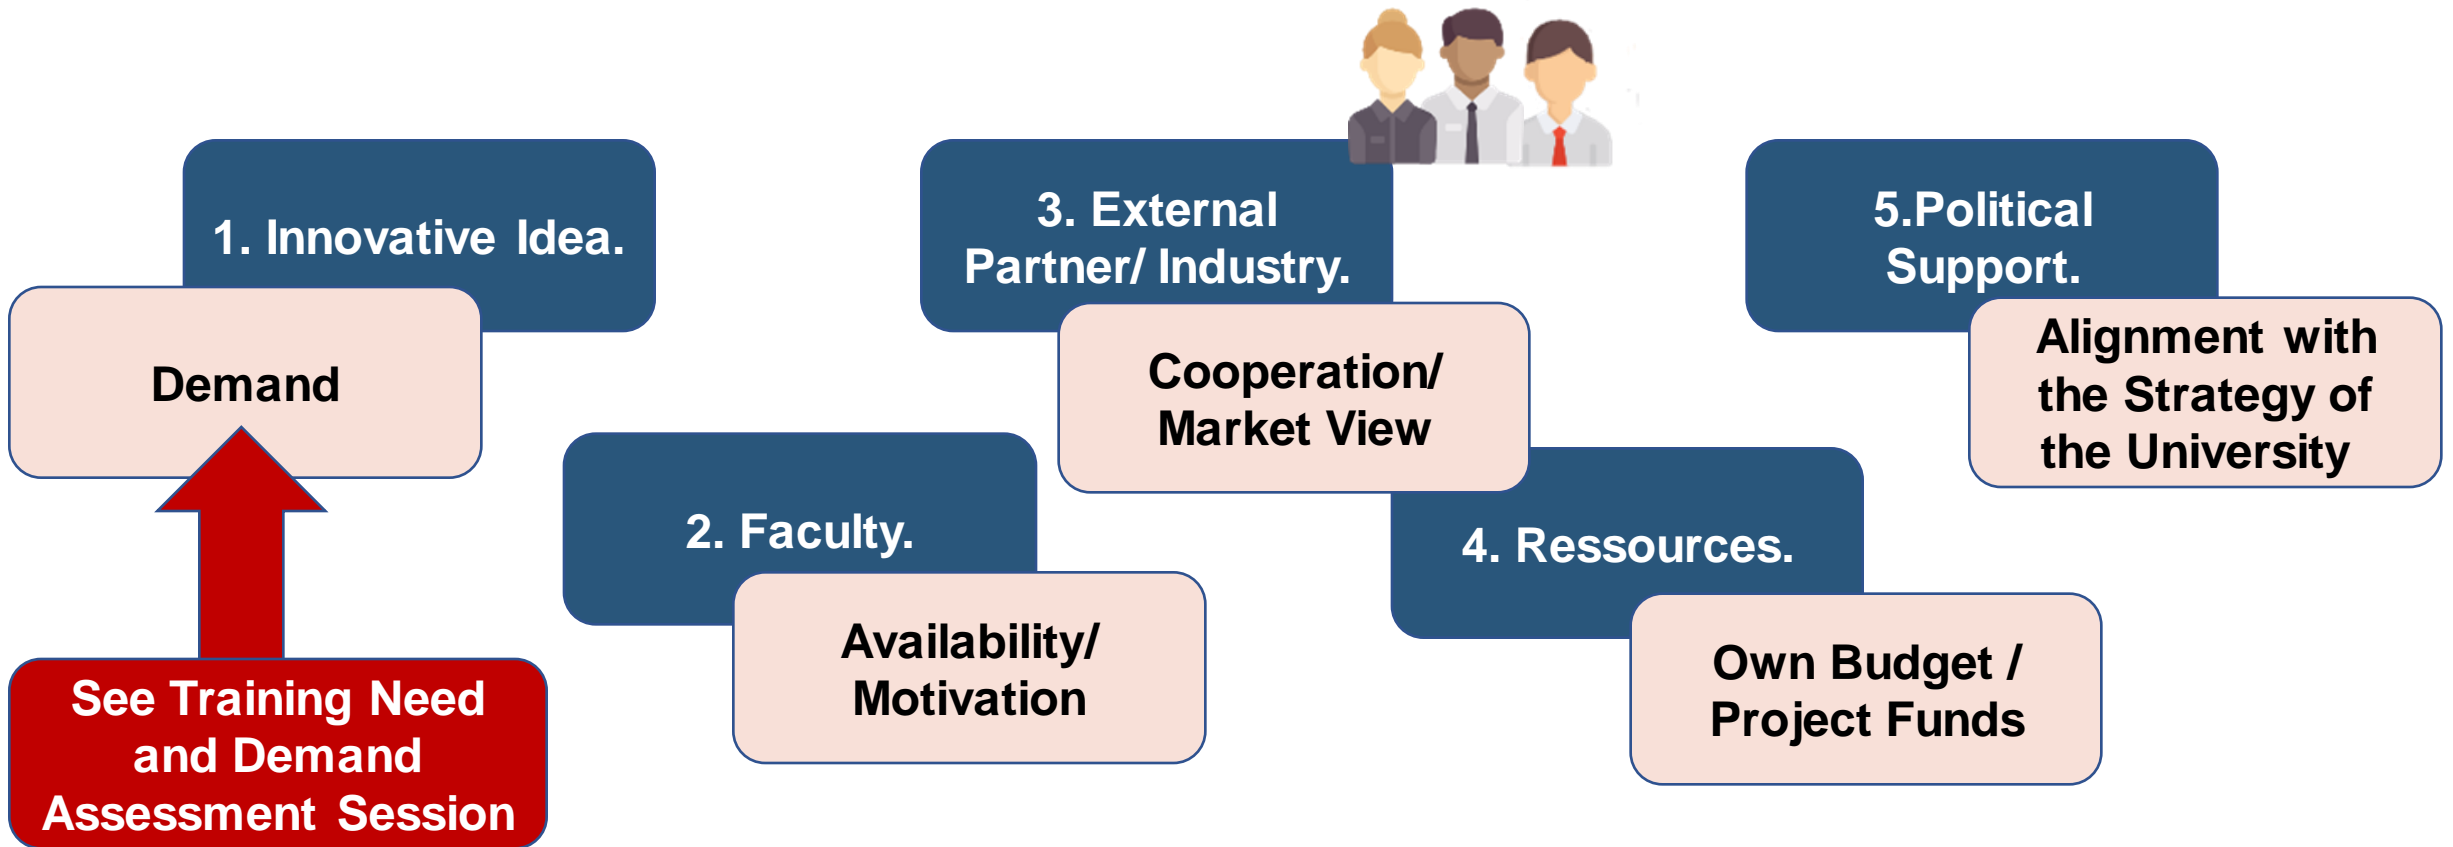 1. Innovative Idea.
Demand
See Training Need
and Demand
Assessment Session
2. Faculty.
Availability/
Motivation
3. External
Partner/ Industry.
Cooperation/
Market View
4. Ressources.
Own Budget /
Project Funds
5.Political
Support.
Alignment with
the Strategy of
the University